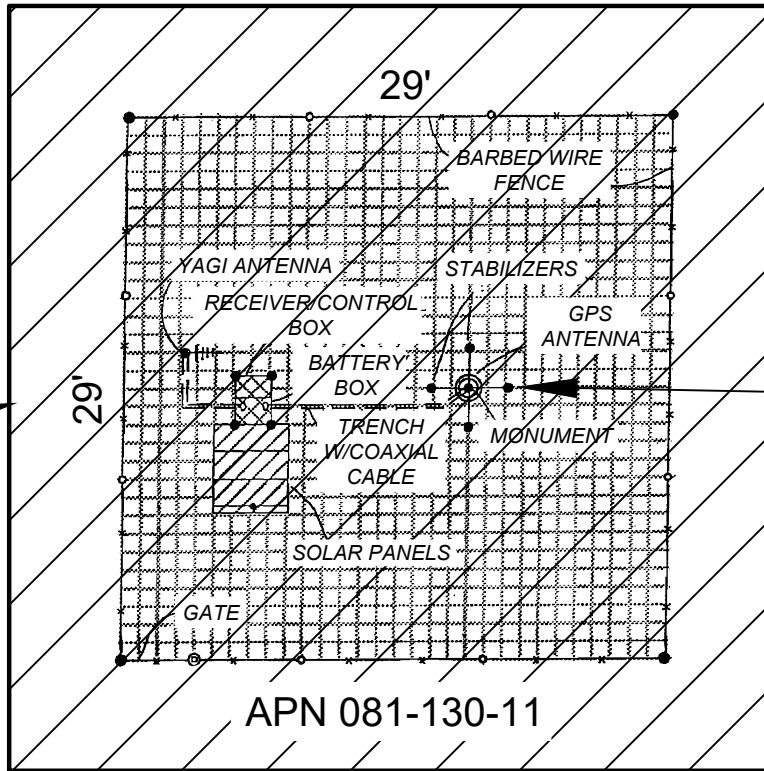 29'
BARBED WIRE
FENCE
YAGI ANTENNA
STABILIZERS
RECEIVER/CONTROL
BOX
GPS
ANTENNA
BATTERY
BOX
29'
TRENCH
W/COAXIAL
CABLE
MONUMENT
SOLAR PANELS
GATE
APN 081-130-11